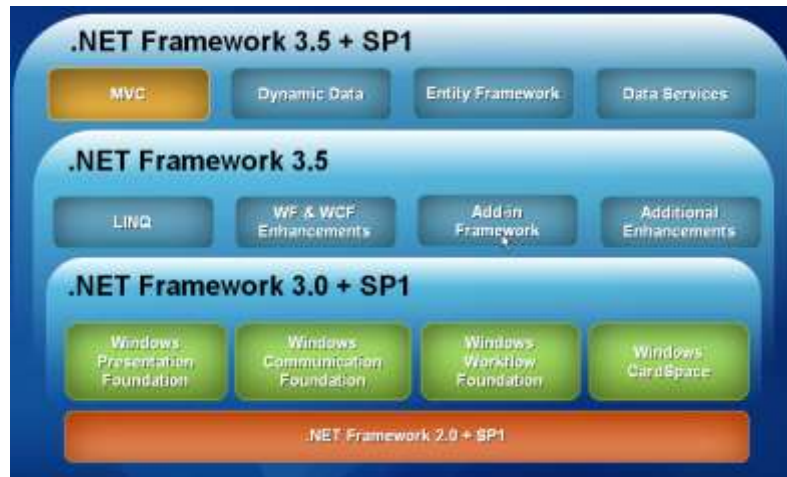 .NET Framework 3.5 + SP1
MVC
Dynamic Data
Entity Framework
Data Services
.NET Framework 3.5
LINQ
WF & WCF
Enhancements
Add-in
Framework
Additional
Enhancements
.NET Framework 3.0 + SP1
Windows
Presentation
Foundation
Windows
Communication
Foundation
Windows
Workflow
Foundation
Windows
CardSpace
.NET Framework 2.0 + SP1